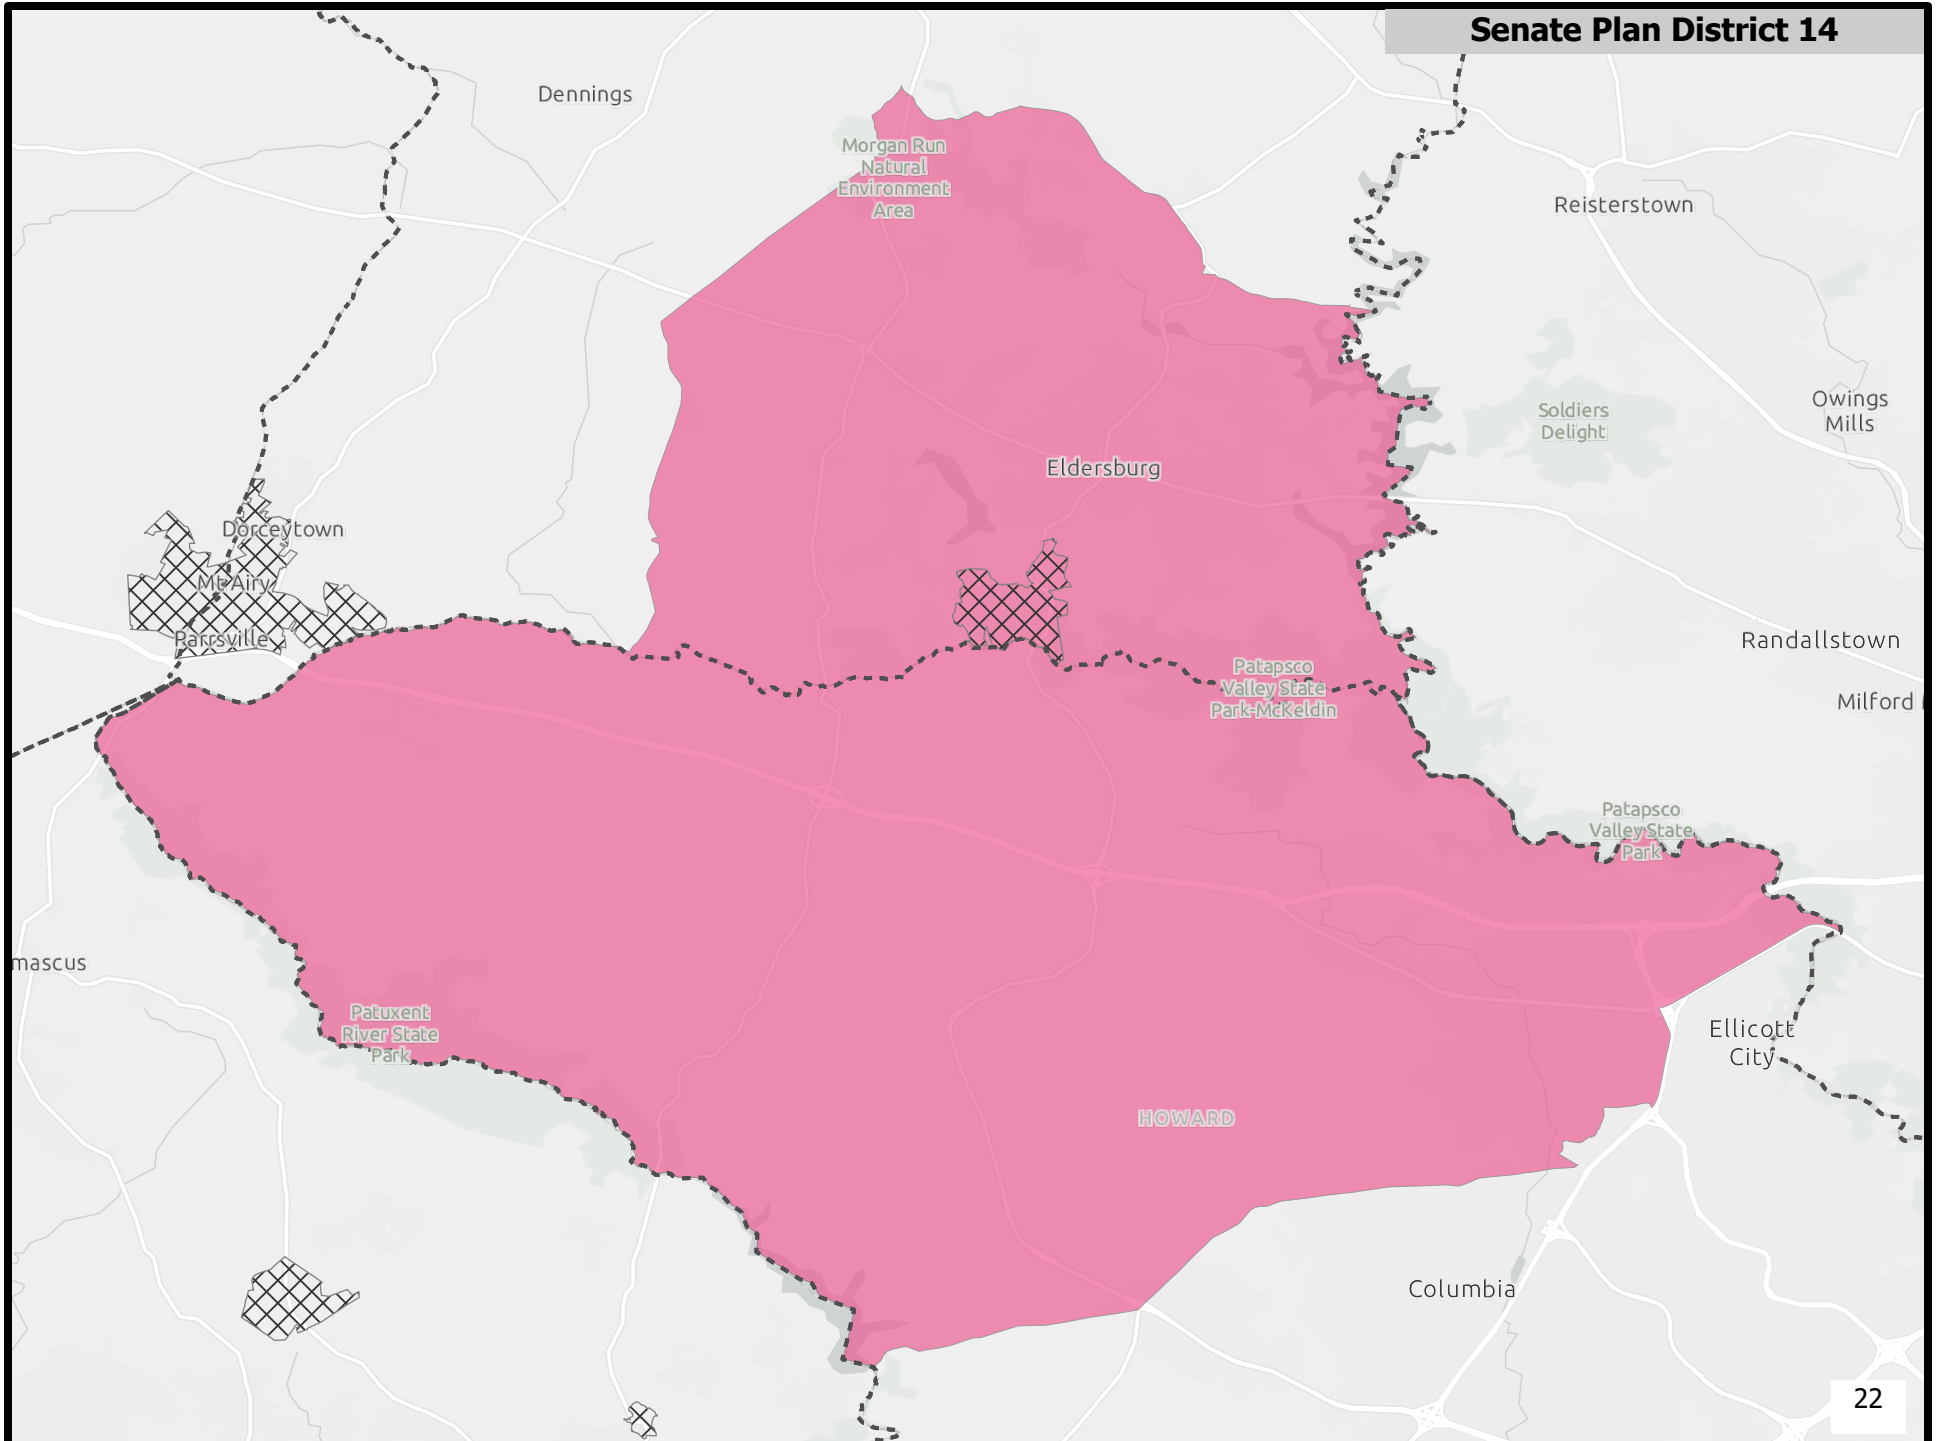 Senate Plan District 14
Dennings
Morgan Run
Natural
Environment
Area
Reisterstown
Owings
Mills
Soldiers
Delight
Eldersburg
Dorceytown
Mt Airy
Parrsville
Randallstown
Patapsco
Valley State
Park-McKeldin
Milford
Patapsco
Valley State
Park
mascus
Patuxent
River State
Park
Ellicott
City
HOWARD
Columbia
22